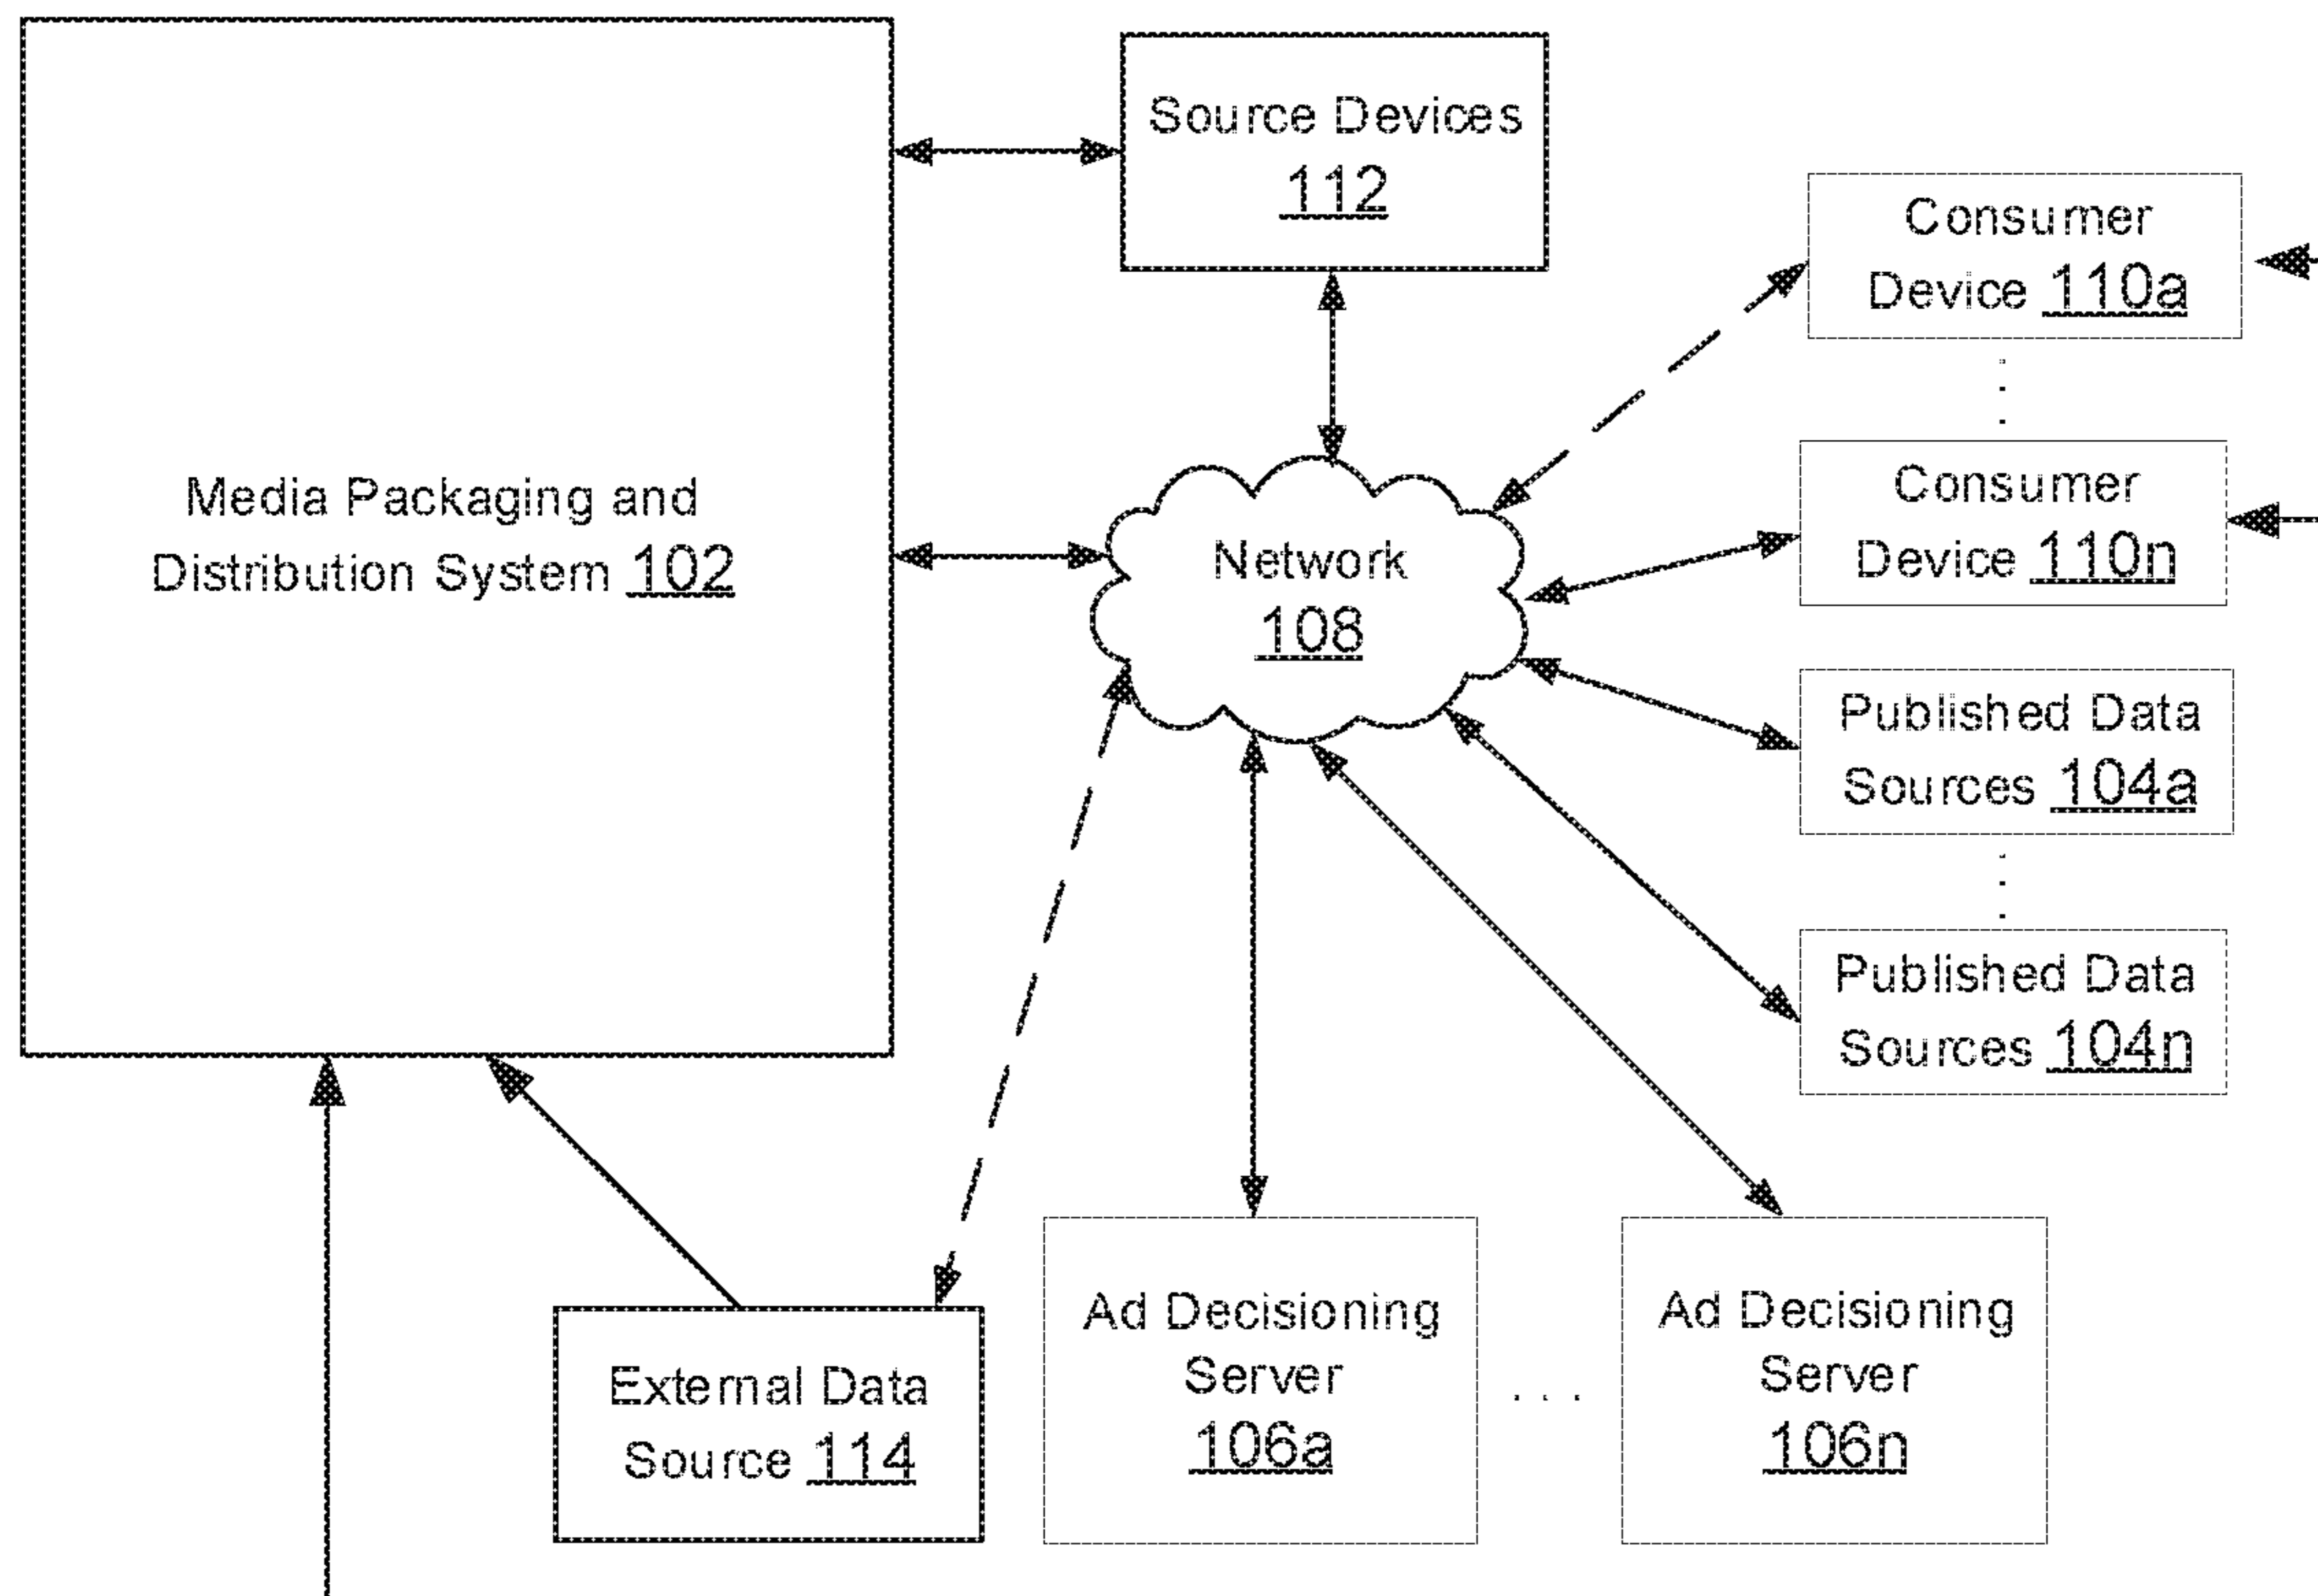 Source Devices
112
Consumer
Device 110a
Media Packaging and
Distribution System 102
Consumer
Device 110n
Network
108
Published Data
Sources 104a
Published Data
Sources 104n
External Data
Source 114
Ad Decisioning
Server
106a
. . .
Ad Decisioning
Server
106n